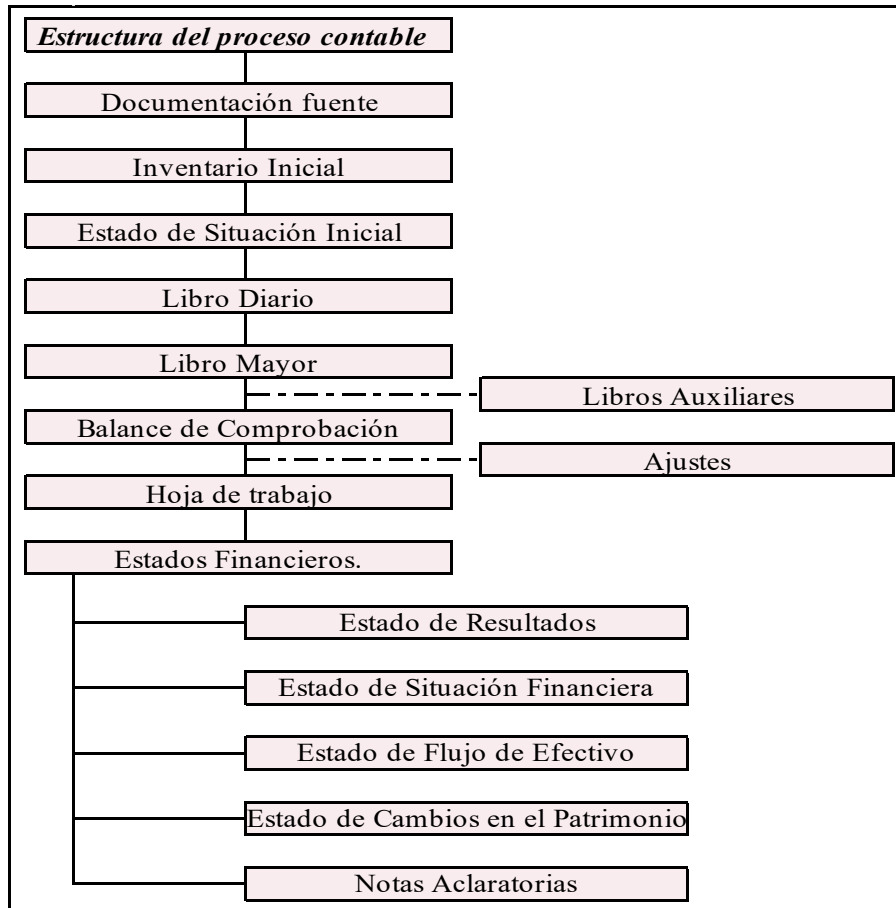 Estructura del proceso contable
Documentación fuente
Inventario Inicial
Estado de Situación Inicial
Libro Diario
Libro Mayor
Libros Auxiliares
Balance de Comprobación
Ajustes
Hoja de trabajo
Estados Financieros.
Estado de Resultados
Estado de Situación Financiera
Estado de Flujo de Efectivo
Estado de Cambios en el Patrimonio
Notas Aclaratorias